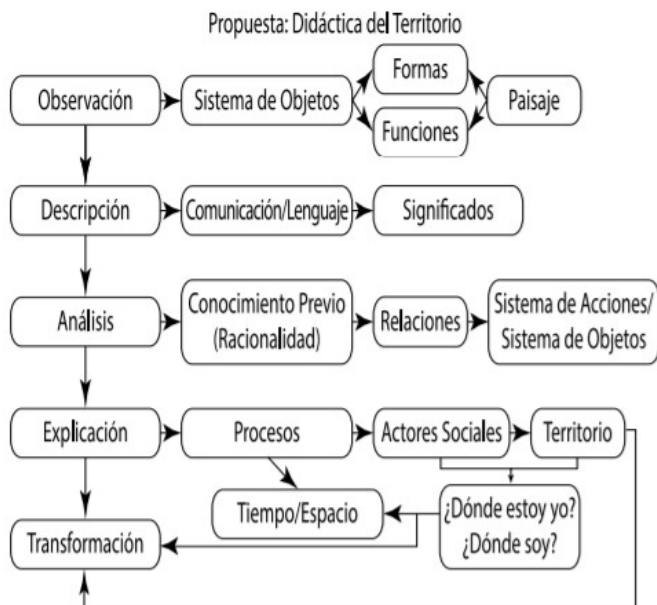 Propuesta: Didáctica del Territorio
Formas
Observación
Sistema de Objetos
Paisaje
Funciones
Descripción
Comunicación/Lenguaje
Significados
Análisis
Conocimiento Previo
(Racionalidad)
Relaciones
Sistema de Acciones/
Sistema de Objetos
Explicación
Procesos
Actores Sociales
Territorio
Tiempo/Espacio
¿Dónde estoy yo?
¿Dónde soy?
Transformación